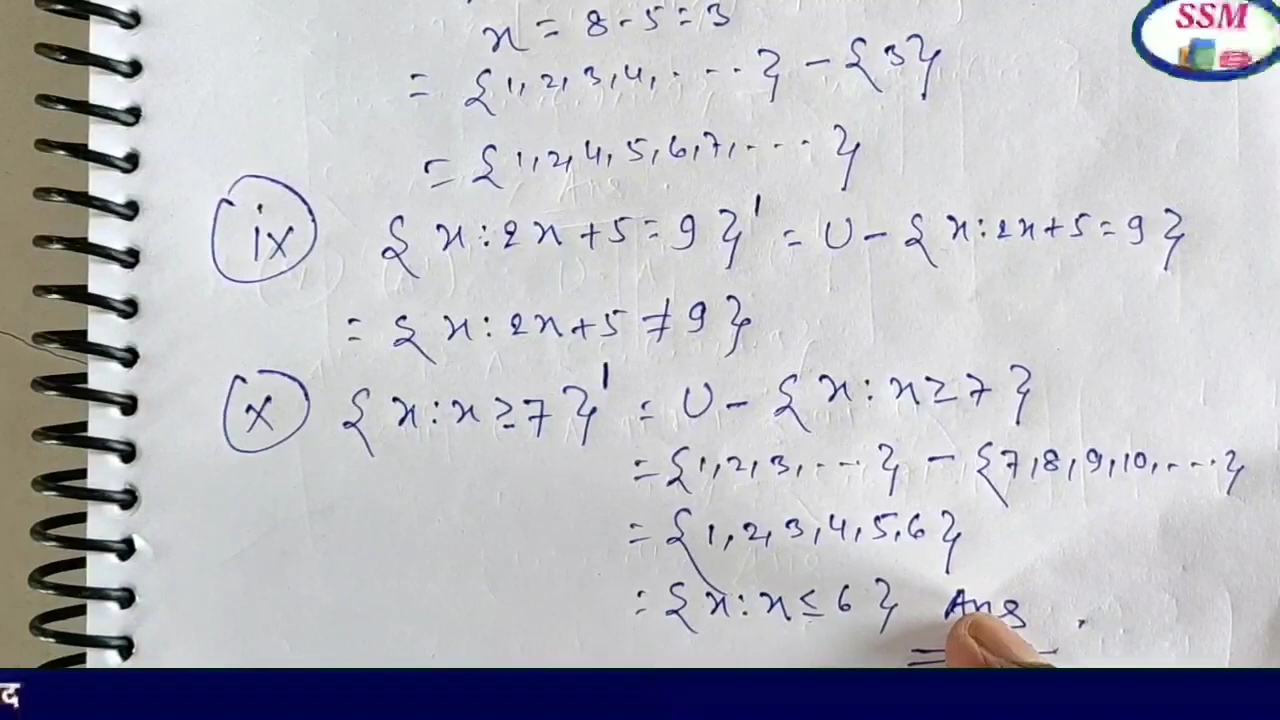 SSM
x = 8 - 5 = 3
= {1, 2, 3, 4, ....} - {3}
= {1, 2, 4, 5, 6, 7, ....}
ix {x : 2x + 5 = 9}' = U - {x : 2x + 5 = 9}
= {x : 2x + 5 ≠ 9}
x {x : x ≥ 7}' = U - {x : x ≥ 7}
= {1, 2, 3, ....} - {7, 8, 9, 10, ....}
= {1, 2, 3, 4, 5, 6}
= {x : x ≤ 6} Ans .
द